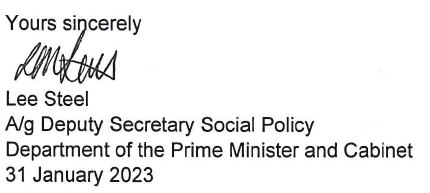 Yours sincerely
Lee Steel
A/g Deputy Secretary Social Policy
Department of the Prime Minister and Cabinet
31 January 2023